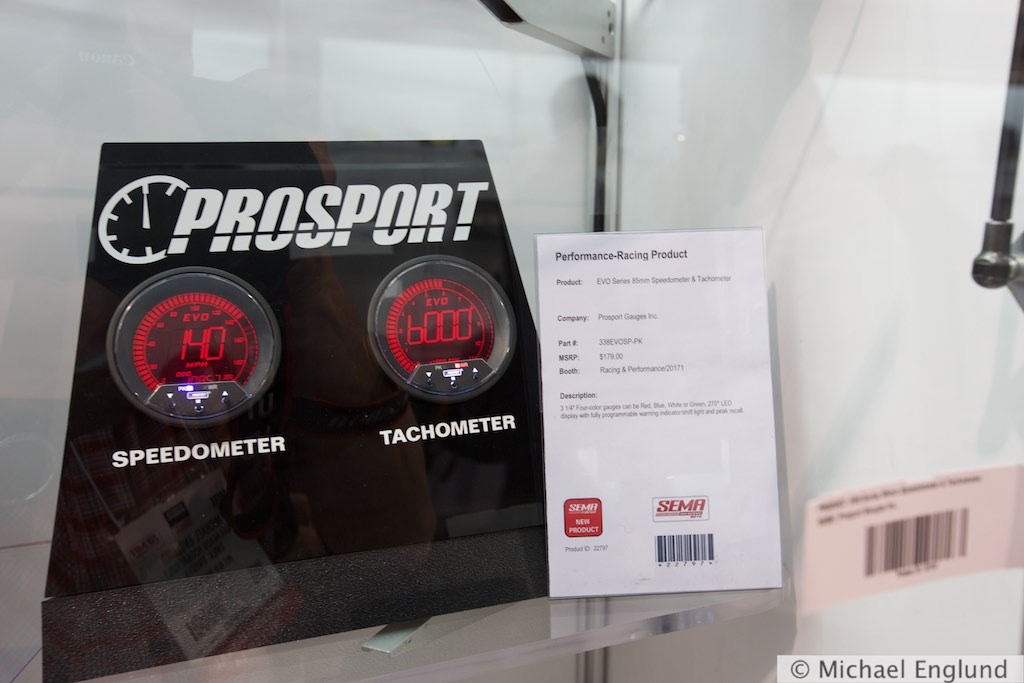 PROSPORT
EVO
140
MPH
EVO
6000
SPEEDOMETER
TACHOMETER
Performance-Racing Product
Product: EVO Series 85mm Speedometer & Tachometer
Company: Prosport Gauges Inc.
Part #: 338EVOSP-PK
MSRP: $179.00
Booth: Racing & Performance/20171
Description:
3 1/4" Four-color gauges can be Red, Blue, White or Green. 270° LED
display with fully programmable warning indicator/shift light and peak recall.
SEMA
NEW
PRODUCT
Product ID: 22797
SEMA
*22797*
© Michael Englund